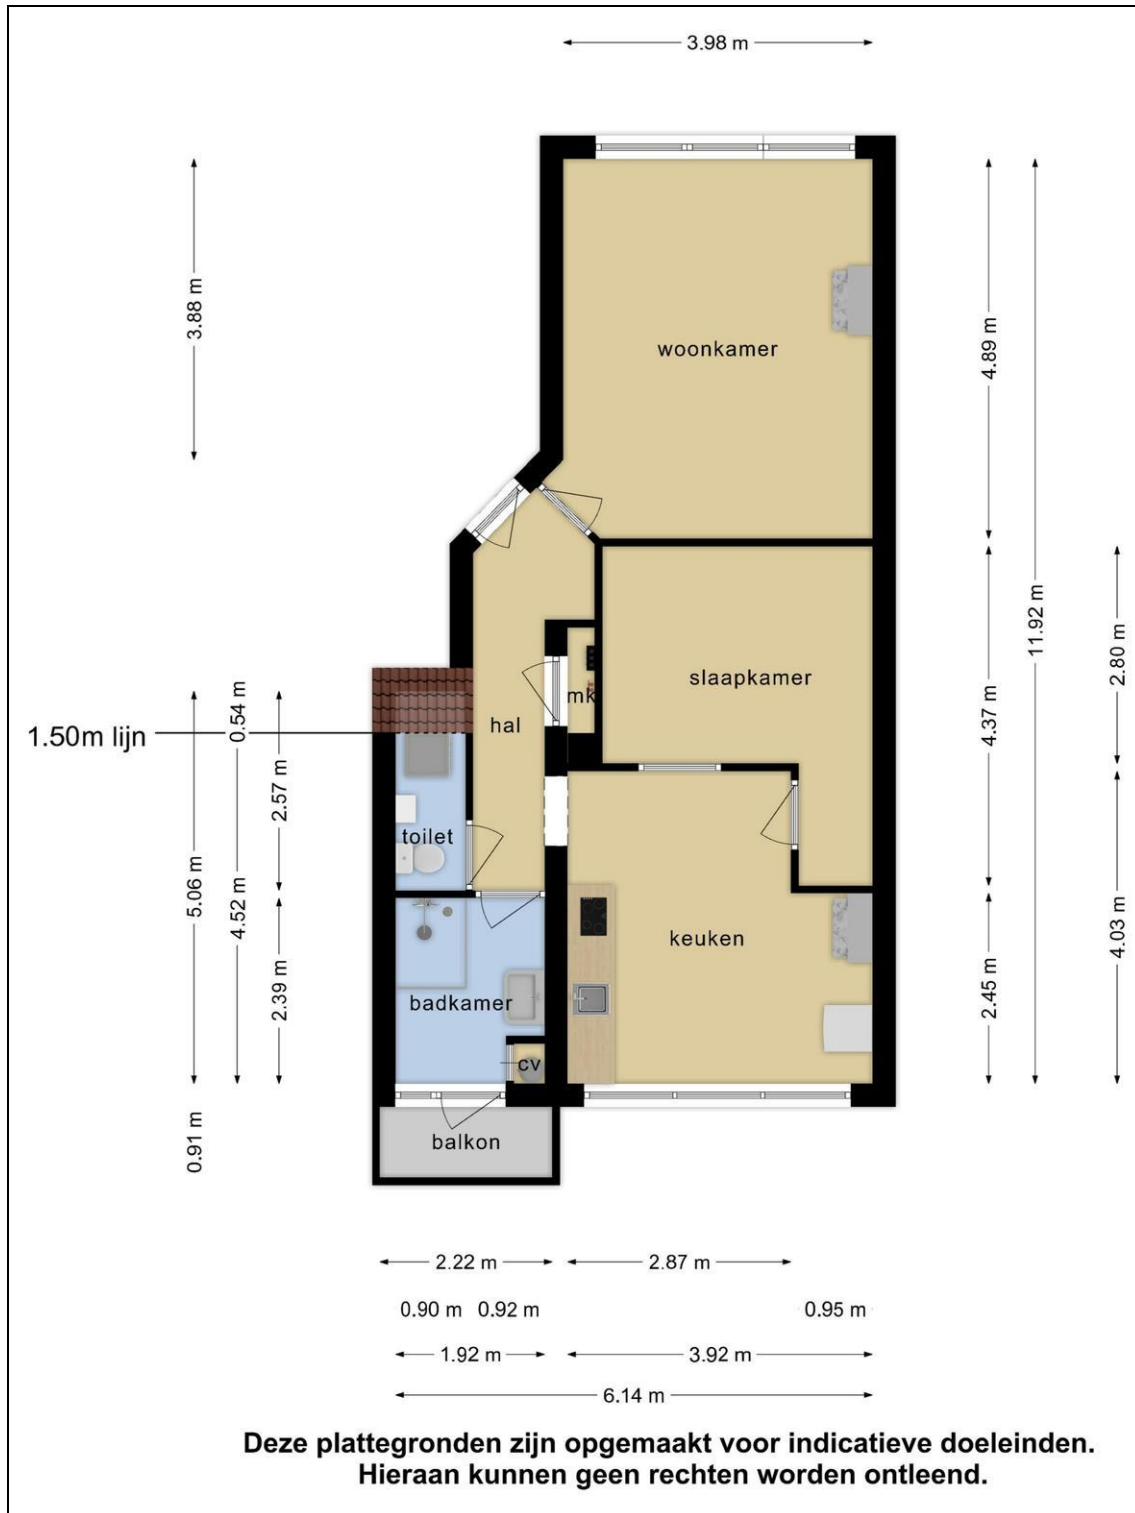 3.98 m
3.88 m
woonkamer
4.89 m
11.92 m
slaapkamer
mk
hal
2.80 m
4.37 m
1.50m lijn
0.54 m
2.57 m
toilet
5.06 m
4.52 m
keuken
4.03 m
badkamer
2.39 m
2.45 m
cv
0.91 m
balkon
2.22 m
2.87 m
0.90 m
0.92 m
0.95 m
1.92 m
3.92 m
6.14 m
Deze plattegronden zijn opgemaakt voor indicatieve doeleinden.
Hieraan kunnen geen rechten worden ontleend.